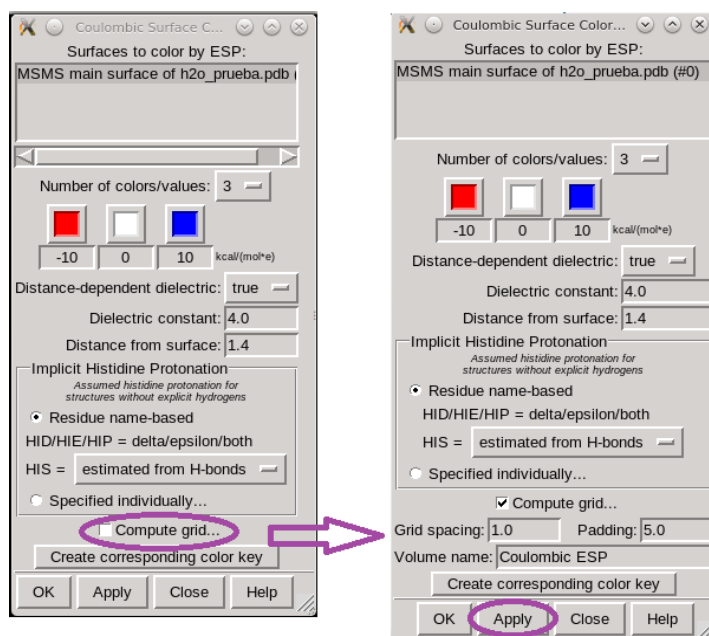 Coulombic Surface C...
Surfaces to color by ESP:
MSMS main surface of h2o_prueba.pdb (
Number of colors/values: 3
-10 0 10 kcal/(mol*e)
Distance-dependent dielectric: true
Dielectric constant: 4.0
Distance from surface: 1.4
Implicit Histidine Protonation
Assumed histidine protonation for
structures without explicit hydrogens
Residue name-based
HID/HIE/HIP = delta/epsilon/both
HIS = estimated from H-bonds
Specified individually...
Compute grid...
Create corresponding color key
OK Apply Close Help
Coulombic Surface Color...
Surfaces to color by ESP:
MSMS main surface of h2o_prueba.pdb (#0)
Number of colors/values: 3
-10 0 10 kcal/(mol*e)
Distance-dependent dielectric: true
Dielectric constant: 4.0
Distance from surface: 1.4
Implicit Histidine Protonation
Assumed histidine protonation for
structures without explicit hydrogens
Residue name-based
HID/HIE/HIP = delta/epsilon/both
HIS = estimated from H-bonds
Specified individually...
Compute grid...
Grid spacing: 1.0 Padding: 5.0
Volume name: Coulombic ESP
Create corresponding color key
OK Apply Close Help